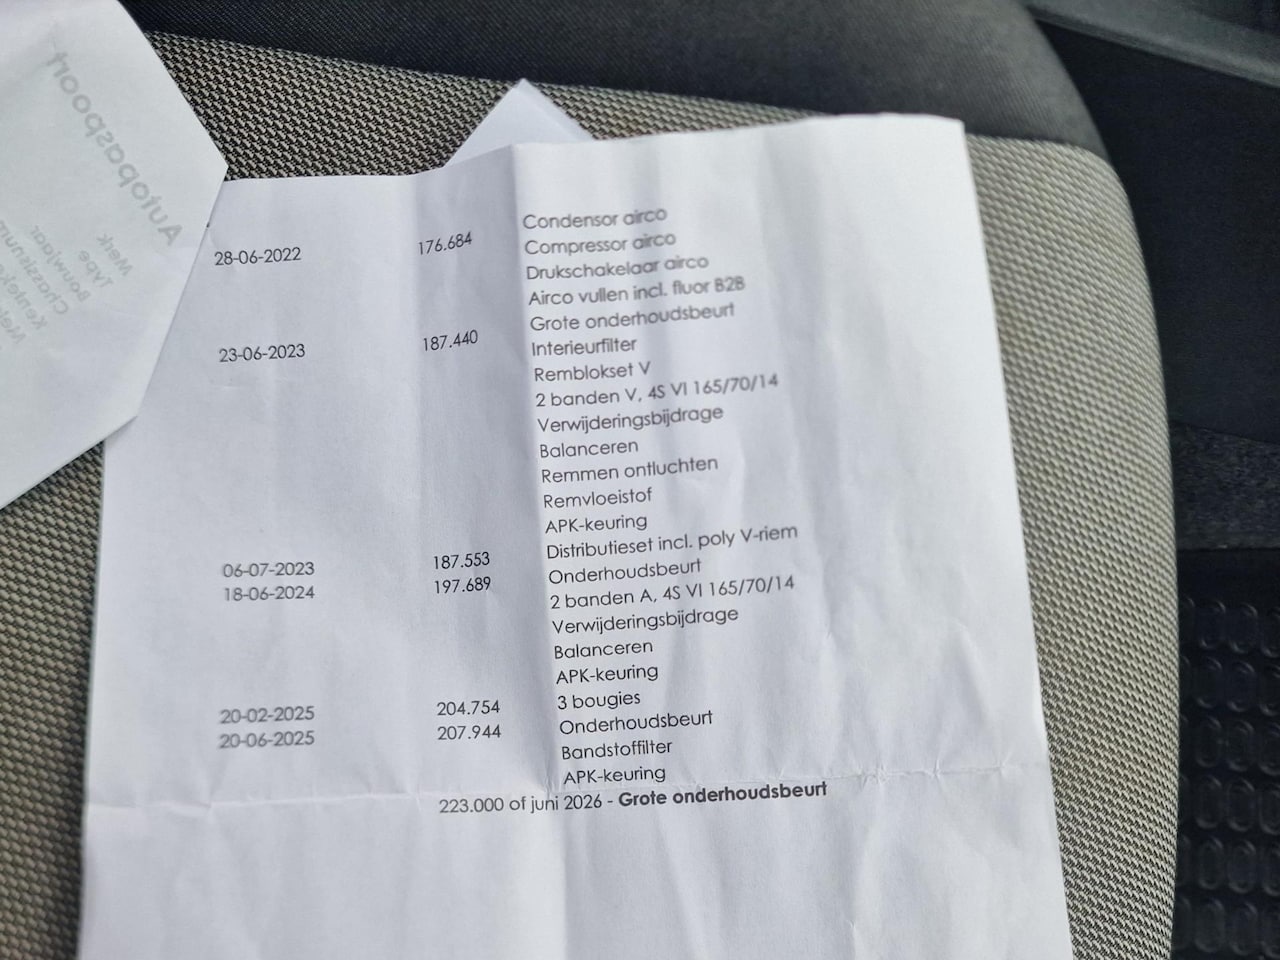 Autopaspoort
Merk
Type
Bouwjaar
28-06-2022 176.684 Condensor airco
Compressor airco
Drukschakelaar airco
Airco vullen incl. fluor B2B
23-06-2023 187.440 Grote onderhoudsbeurt
Interieurfilter
Remblokset V
2 banden V, 4S VI 165/70/14
Verwijderingsbijdrage
Balanceren
Remmen ontluchten
Remvloeistof
APK-keuring
06-07-2023 187.553 Distributieset incl. poly V-riem
18-06-2024 197.689 Onderhoudsbeurt
2 banden A, 4S VI 165/70/14
Verwijderingsbijdrage
Balanceren
APK-keuring
20-02-2025 204.754 3 bougies
20-06-2025 207.944 Onderhoudsbeurt
Bandstoffilter
APK-keuring
223.000 of juni 2026 - Grote onderhoudsbeurt